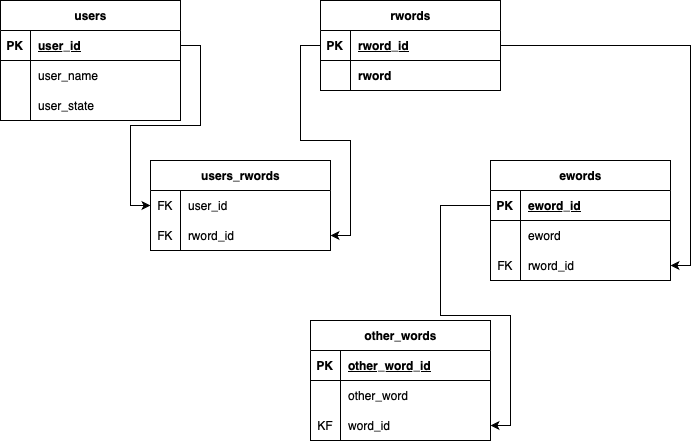 users
PK user_id
user_name
user_state
rwords
PK rword_id
rword
users_rwords
FK user_id
FK rword_id
ewords
PK eword_id
eword
FK rword_id
other_words
PK other_word_id
other_word
KF word_id